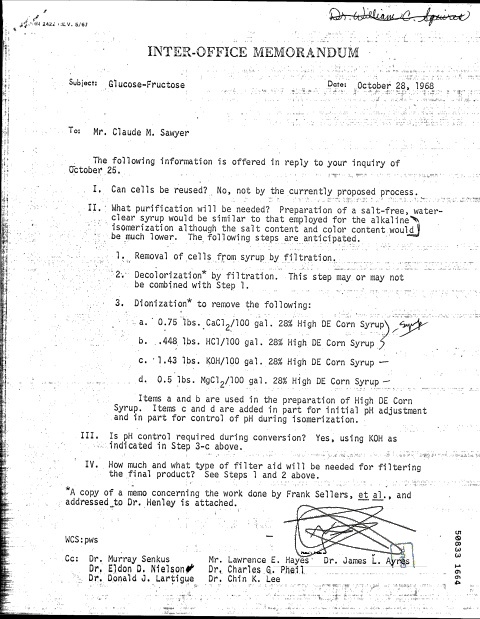 Dr. William C. Squires
2422 REV. 8/67
INTER-OFFICE MEMORANDUM
Subject: Glucose-Fructose Date: October 28, 1968
To: Mr. Claude M. Sawyer
The following information is offered in reply to your inquiry of
October 25.
I. Can cells be reused? No, not by the currently proposed process.
II. What purification will be needed? Preparation of a salt-free, water-
clear syrup would be similar to that employed for the alkaline
isomerization although the salt content and color content would
be much lower. The following steps are anticipated.
1. Removal of cells from syrup by filtration.
2. Decolorization* by filtration. This step may or may not
be combined with Step 1.
3. Dionization* to remove the following:
a. 0.75 lbs. CaCl2/100 gal. 28% High DE Corn Syrup) - Syrup
b. .448 lbs. HCl/100 gal. 28% High DE Corn Syrup
c. 1.43 lbs. KOH/100 gal. 28% High DE Corn Syrup —
d. 0.5 lbs. MgCl2/100 gal. 28% High DE Corn Syrup —
Items a and b are used in the preparation of High DE Corn
Syrup. Items c and d are added in part for initial pH adjustment
and in part for control of pH during isomerization.
III. Is pH control required during conversion? Yes, using KOH as
indicated in Step 3-c above.
IV. How much and what type of filter aid will be needed for filtering
the final product? See Steps 1 and 2 above.
*A copy of a memo concerning the work done by Frank Sellers, et al., and
addressed to Dr. Henley is attached.
WCS:pws
Cc: Dr. Murray Senkus Mr. Lawrence E. Hayes Dr. James L. Ayres
Dr. Eldon D. Nielson Dr. Charles G. Pheil
Dr. Donald J. Lartigue Dr. Chin K. Lee
50833 1664